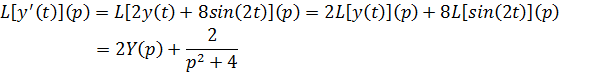 L[y′(t)](p) = L[2y(t) + 8sin(2t)](p) = 2L[y(t)](p) + 8L[sin(2t)](p)
= 2Y(p) + 2/(p² + 4)